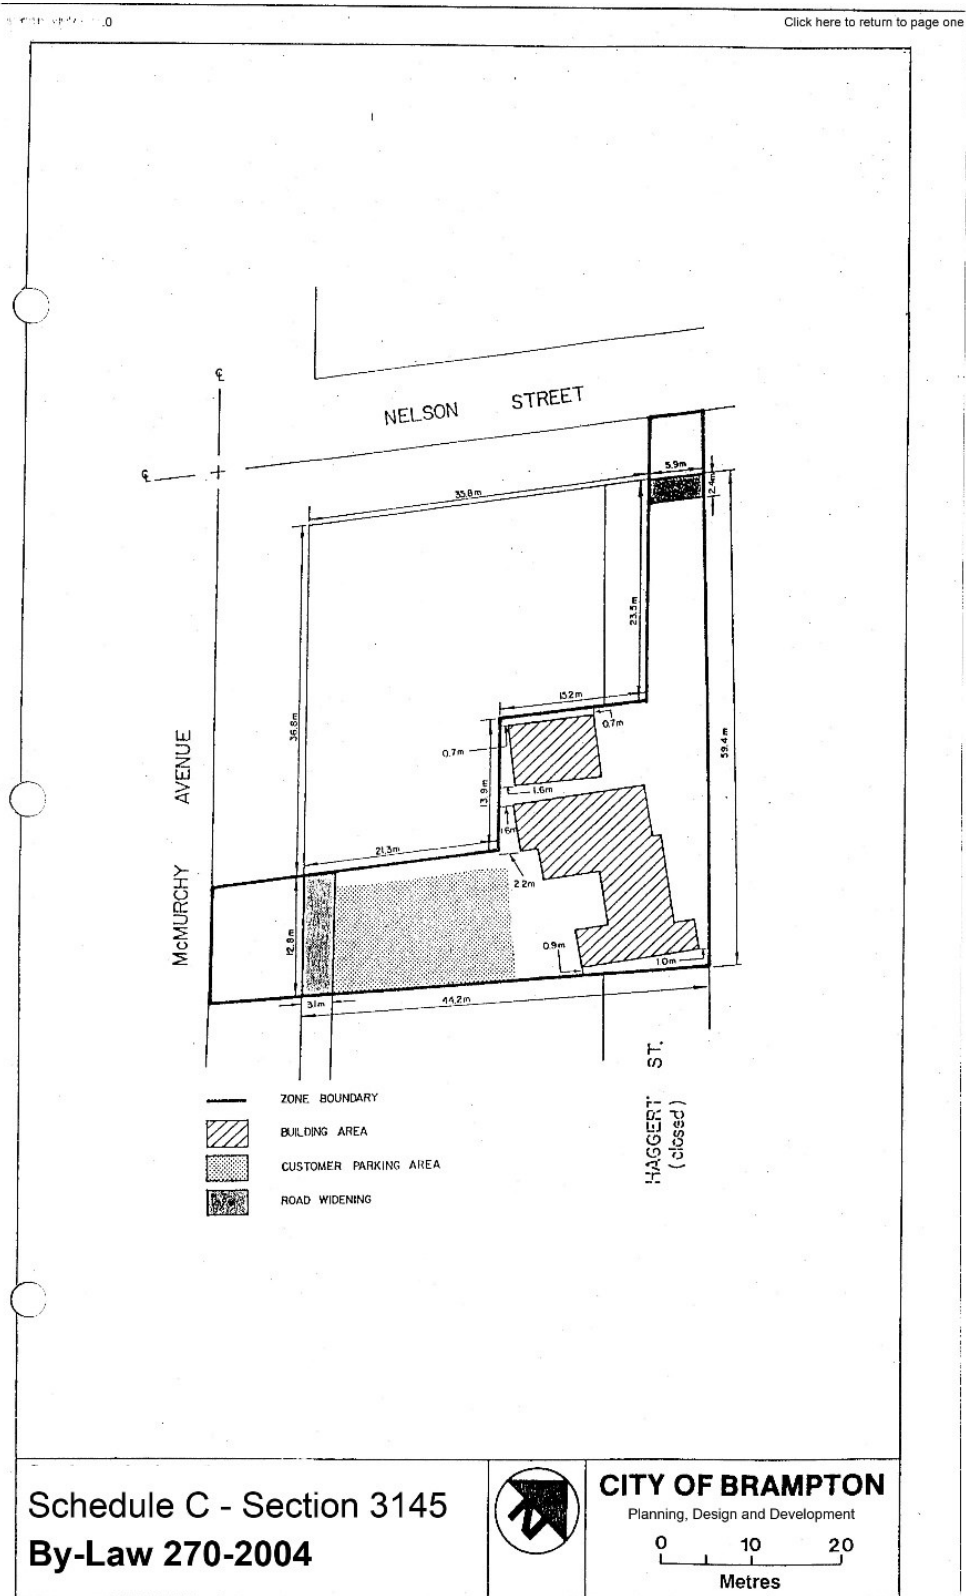 .0
Click here to return to page one
℄
NELSON STREET
℄
5.9m
2.4m
35.8m
23.5m
15.2m
0.7m
0.7m
36.8m
59.4m
13.9m
1.6m
1.6m
21.3m
2.2m
McMURCHY AVENUE
12.8m
0.9m
1.0m
3.1m
44.2m
HAGGERT ST.
(closed)
ZONE BOUNDARY
BUILDING AREA
CUSTOMER PARKING AREA
ROAD WIDENING
Schedule C - Section 3145
By-Law 270-2004
CITY OF BRAMPTON
Planning, Design and Development
0 10 20
Metres